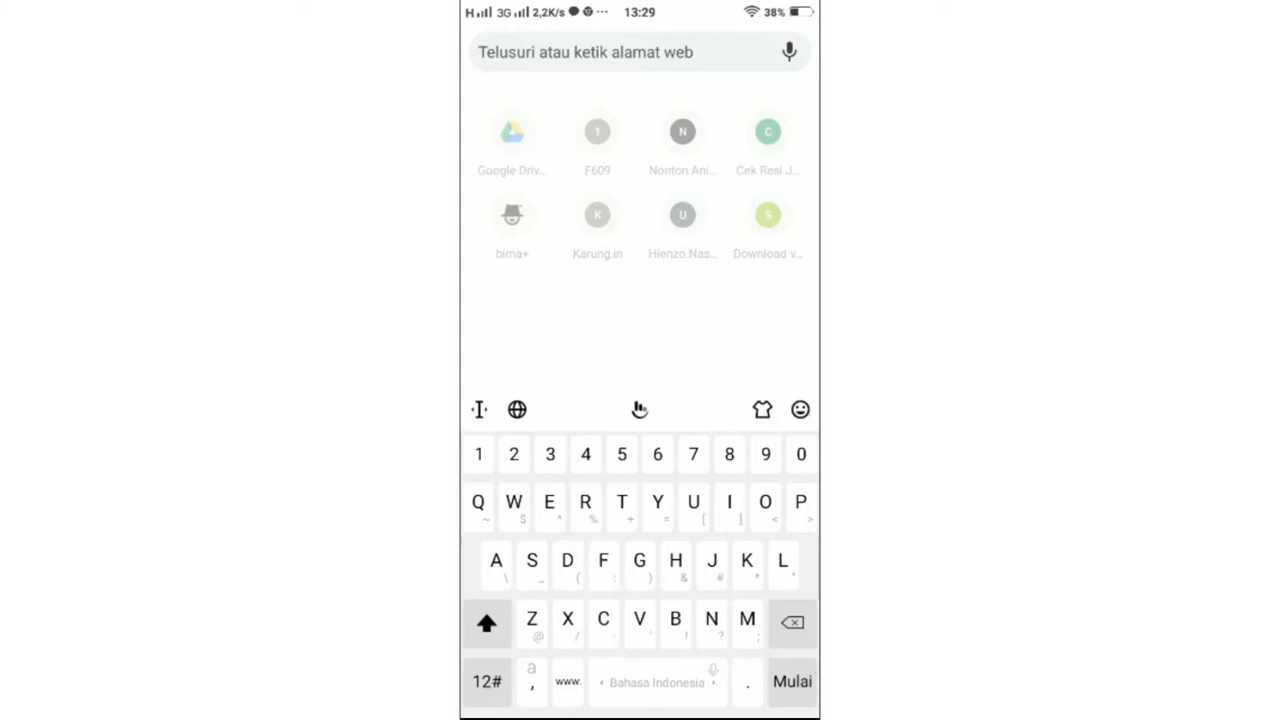 H 3G 2,2K/s ··· 13:29 38%
Telusuri atau ketik alamat web
1 N C
Google Driv... F609 Nonton Ani... Cek Resi J...
K U S
bima+ Karung.in Hienzo.Nas... Download v...
1 2 3 4 5 6 7 8 9 0
Q W E R T Y U I O P
~ $ ^ % + = [ ] < >
A S D F G H J K L
\ _ ( : ) & # * "
Z X C V B N M
@ / - ' ! ? ;
12# a , www. Bahasa Indonesia . Mulai